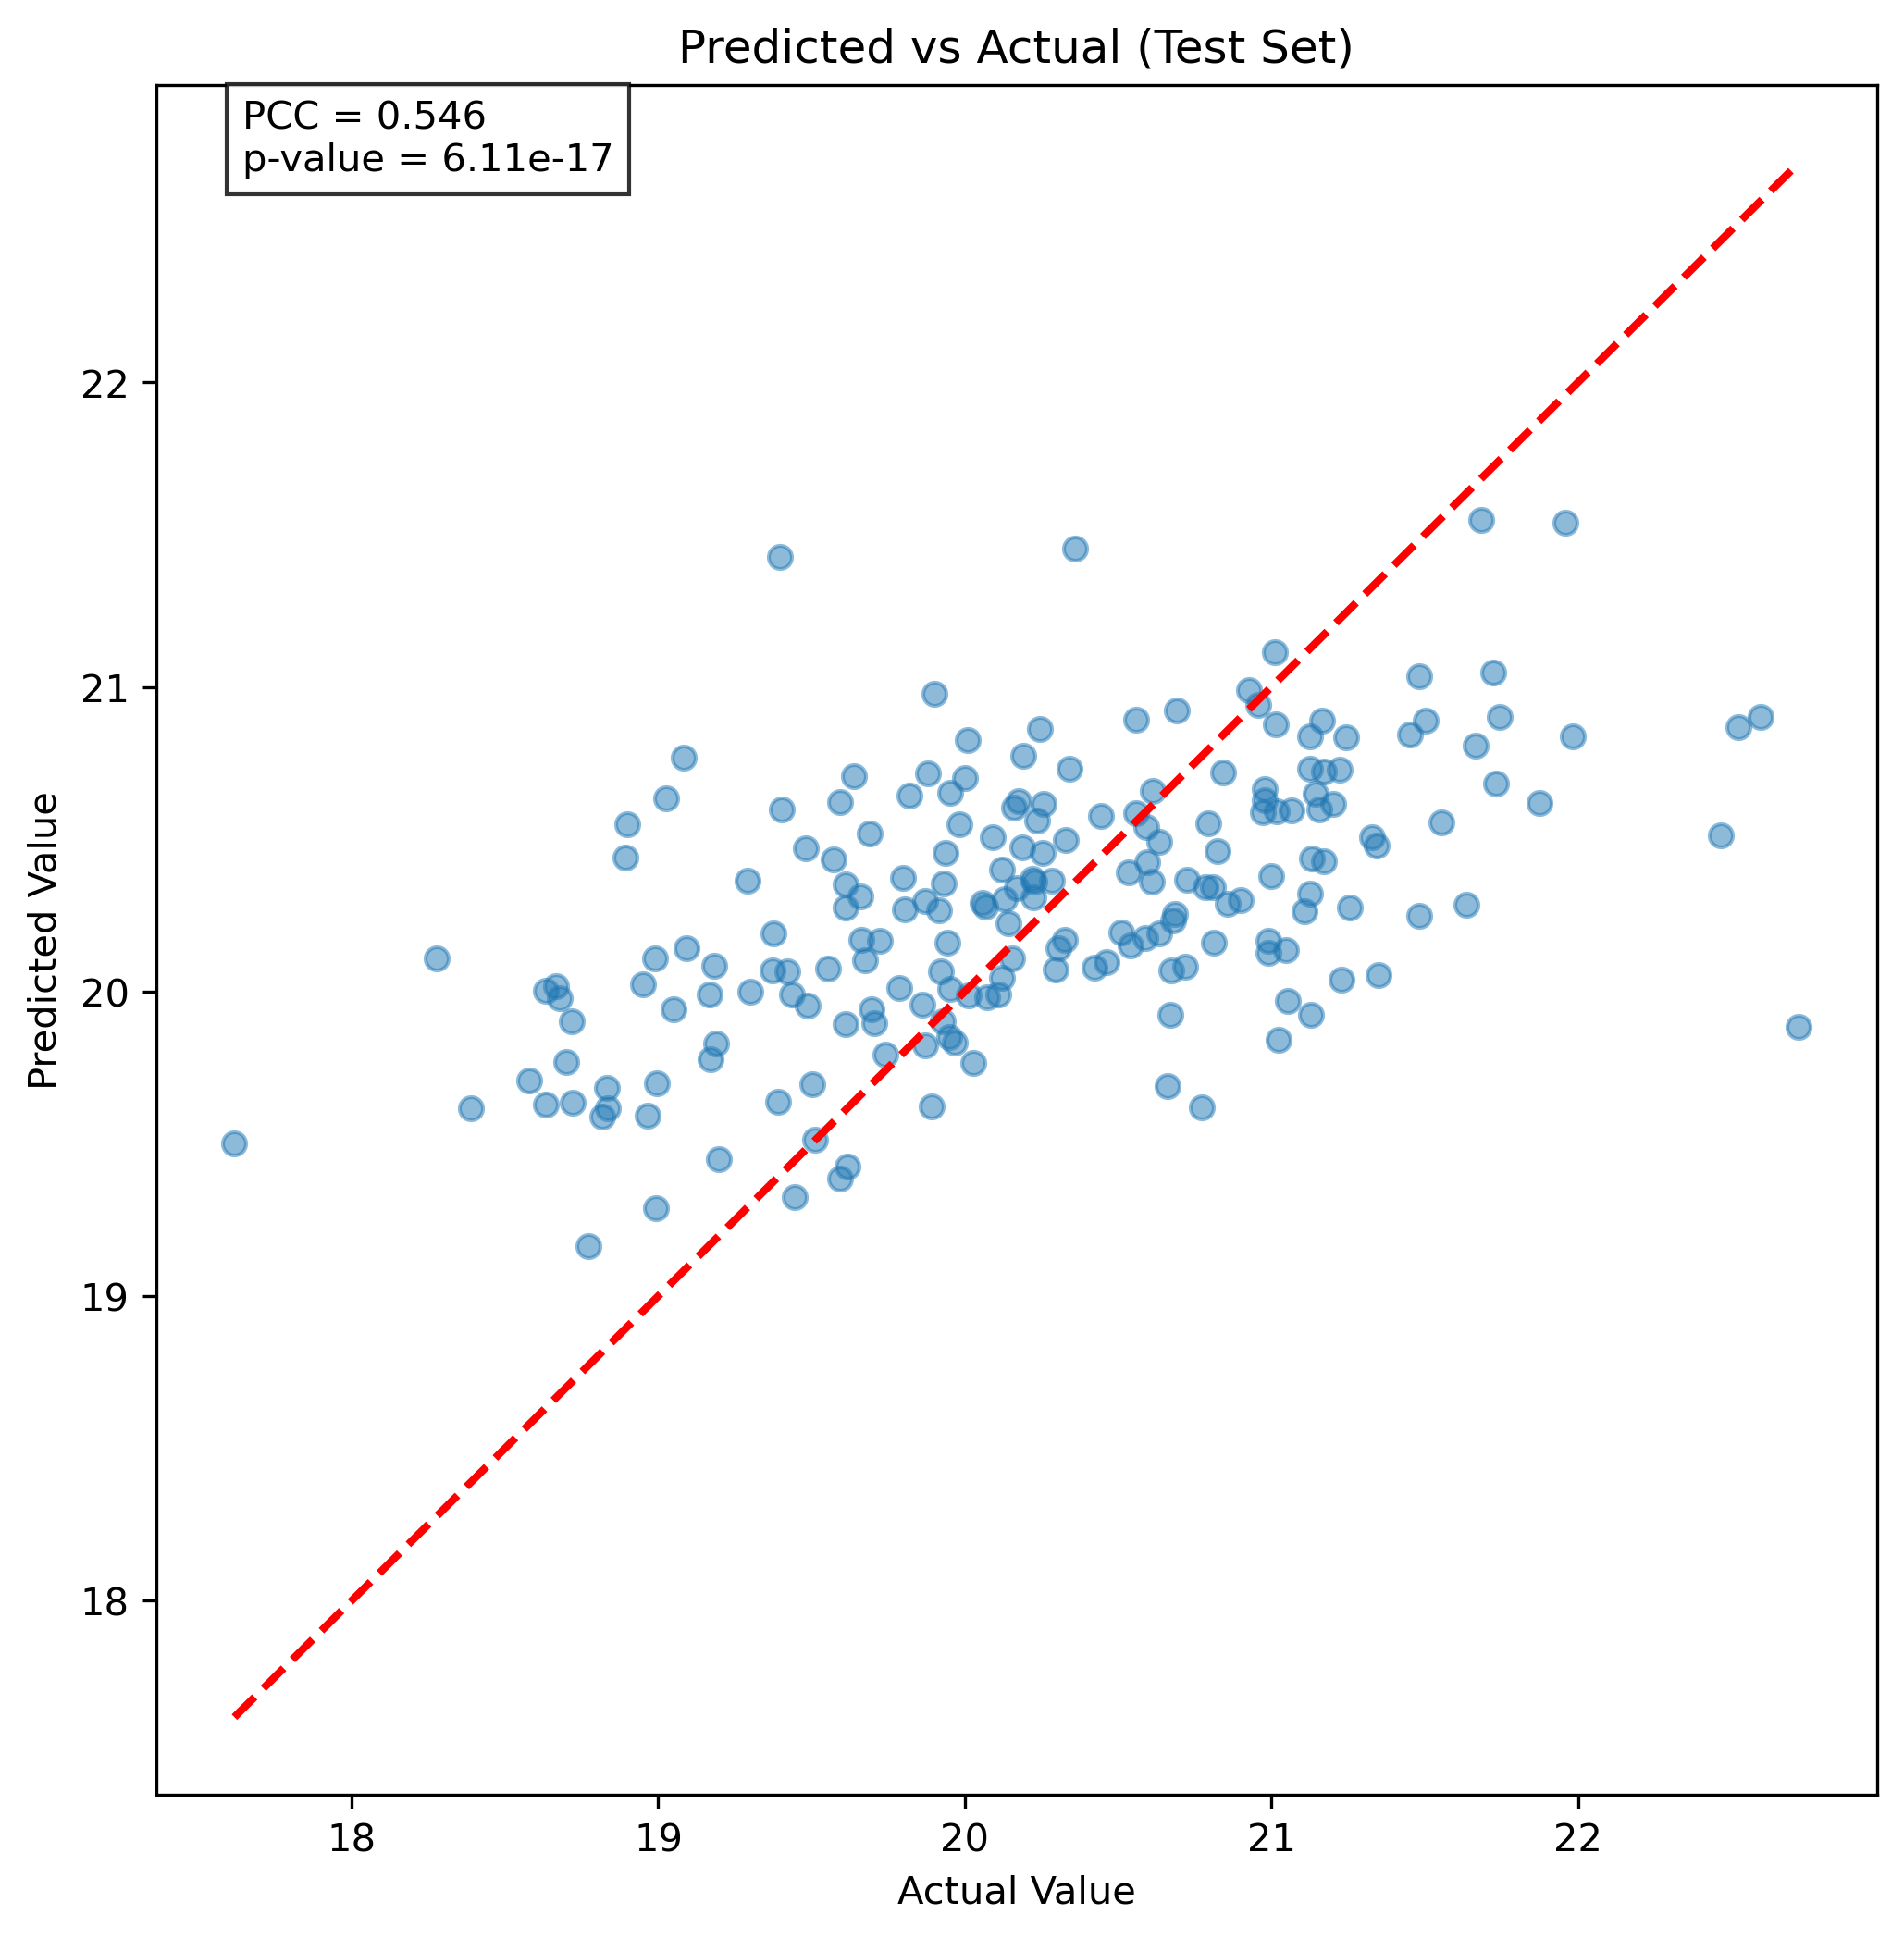 Predicted vs Actual (Test Set)
PCC = 0.546
p-value = 6.11e-17
22
21
20
19
18
Predicted Value
18
19
20
21
22
Actual Value